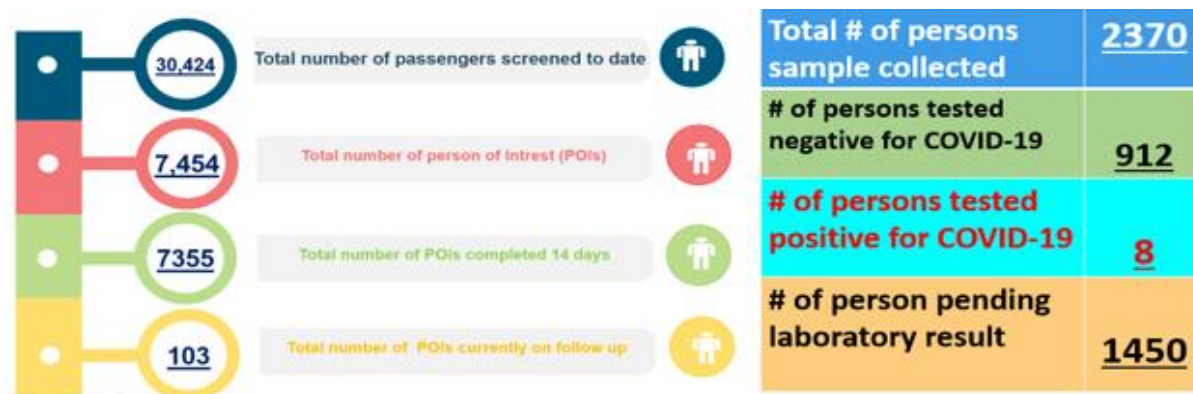 30,424
Total number of passengers screened to date
7,454
Total number of person of Intrest (POIs)
7355
Total number of POIs completed 14 days
103
Total number of POIs currently on follow up
Total # of persons
sample collected
2370
# of persons tested
negative for COVID-19
912
# of persons tested
positive for COVID-19
8
# of person pending
laboratory result
1450